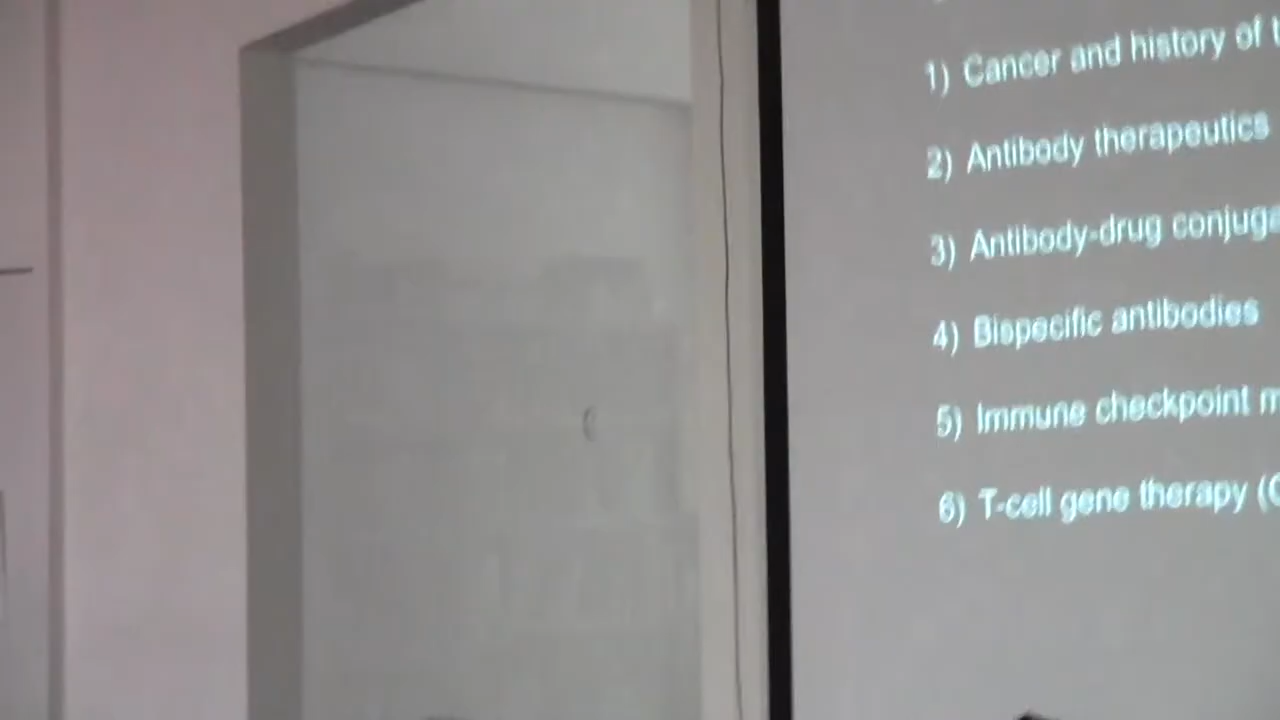 1) Cancer and history of
2) Antibody therapeutics
3) Antibody-drug
4) Bispecific antibodies
5) Immune checkpoint
6) T-cell gene therapy